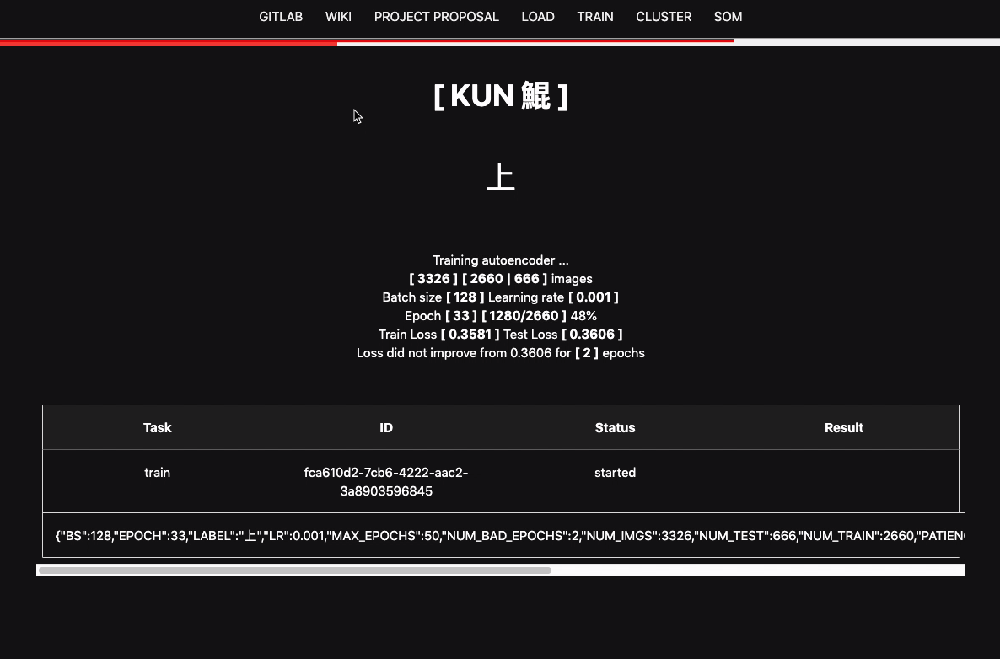 GITLAB WIKI PROJECT PROPOSAL LOAD TRAIN CLUSTER SOM
[ KUN 鯤 ]
上
Training autoencoder ...
[ 3326 ] [ 2660 | 666 ] images
Batch size [ 128 ] Learning rate [ 0.001 ]
Epoch [ 33 ] [ 1280/2660 ] 48%
Train Loss [ 0.3581 ] Test Loss [ 0.3606 ]
Loss did not improve from 0.3606 for [ 2 ] epochs
Task ID Status Result
train fca610d2-7cb6-4222-aac2- started
3a8903596845
{"BS":128,"EPOCH":33,"LABEL":"上","LR":0.001,"MAX_EPOCHS":50,"NUM_BAD_EPOCHS":2,"NUM_IMGS":3326,"NUM_TEST":666,"NUM_TRAIN":2660,"PATIEN